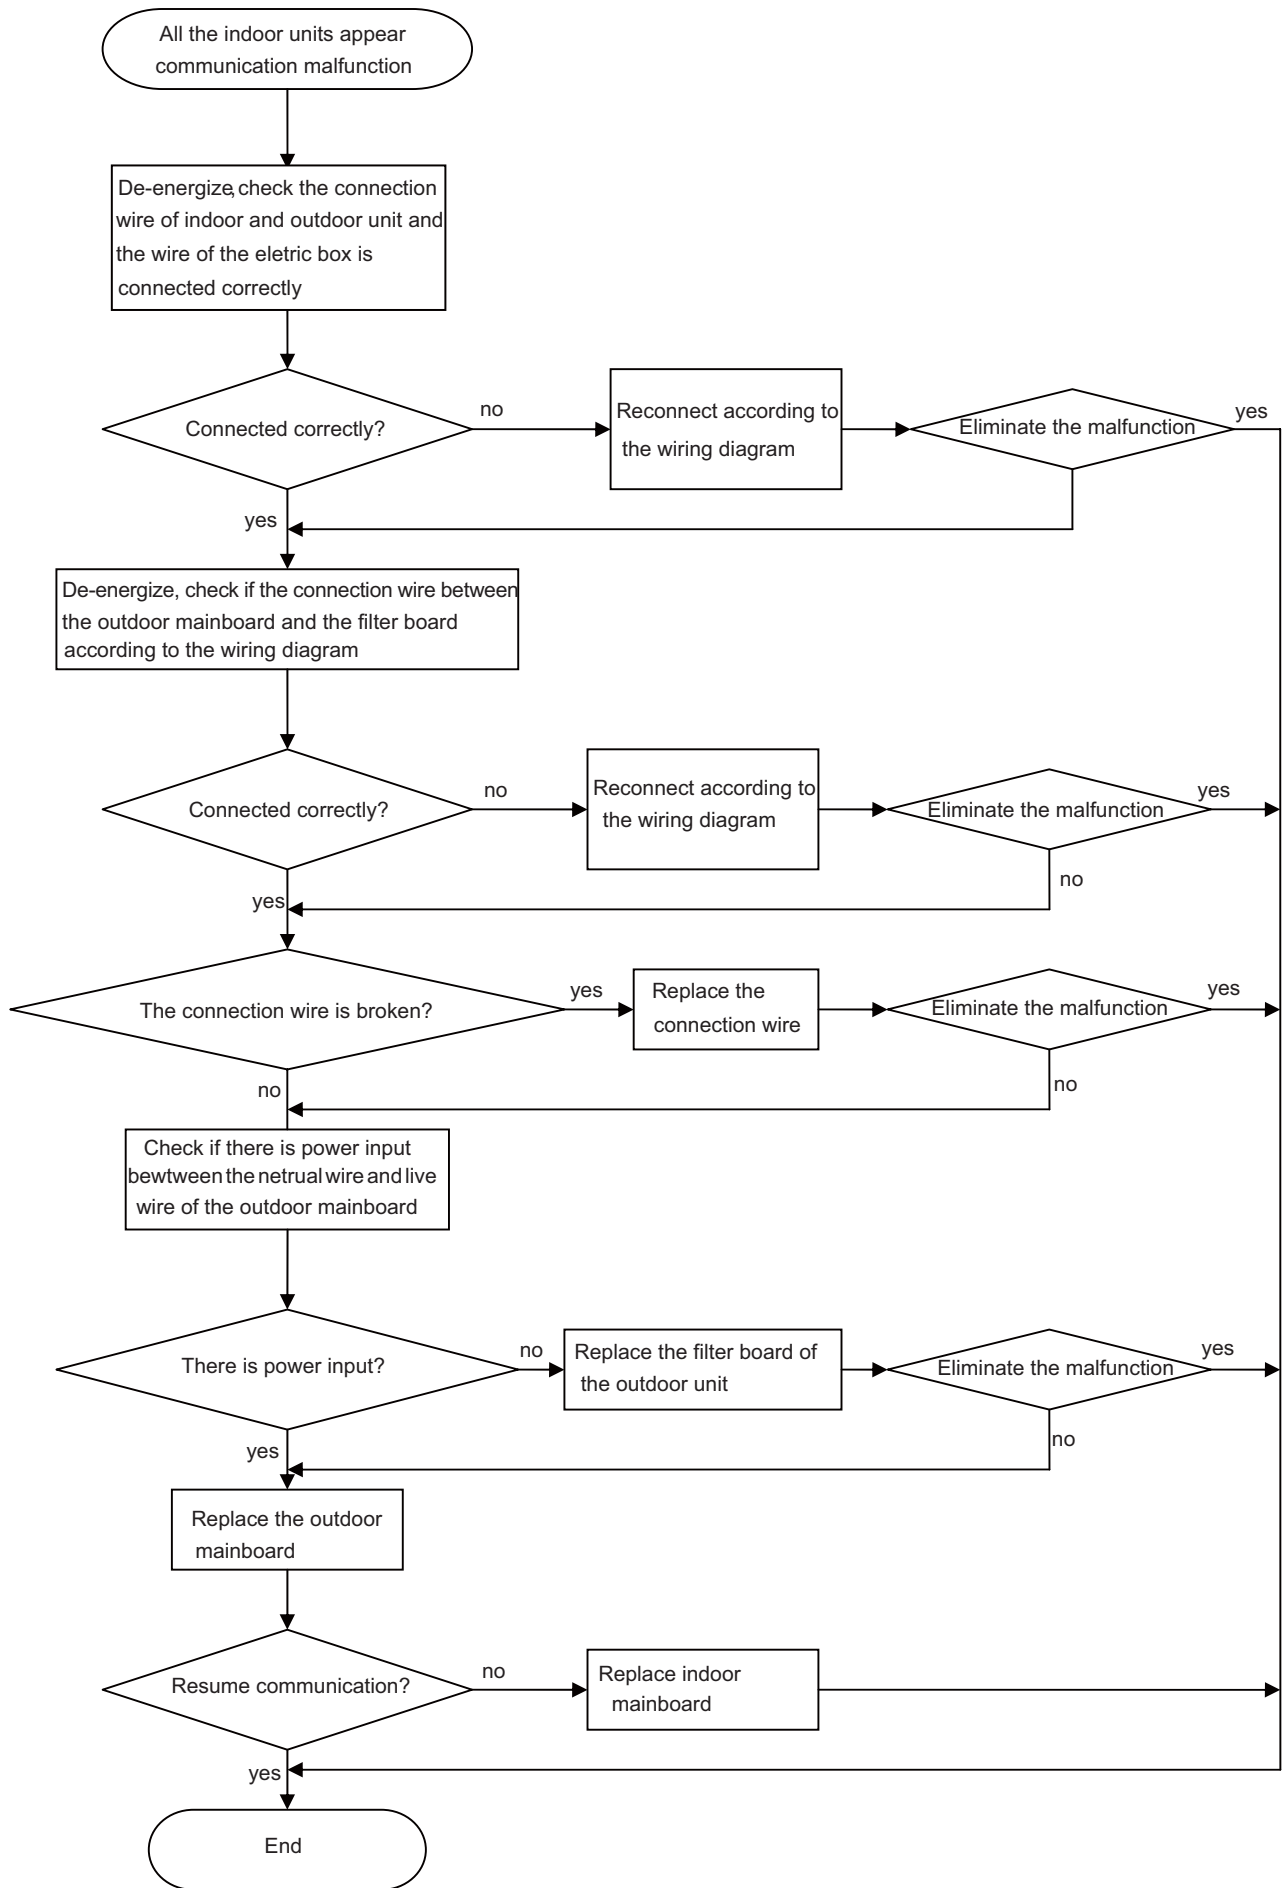 All the indoor units appear
communication malfunction
De-energize,check the connection
wire of indoor and outdoor unit and
the wire of the eletric box is
connected correctly
Connected correctly?
no
Reconnect according to
the wiring diagram
Eliminate the malfunction
yes
yes
De-energize, check if the connection wire between
the outdoor mainboard and the filter board
according to the wiring diagram
Connected correctly?
no
Reconnect according to
the wiring diagram
Eliminate the malfunction
yes
no
yes
The connection wire is broken?
yes
Replace the
connection wire
Eliminate the malfunction
yes
no
no
Check if there is power input
bewtween the netrual wire and live
wire of the outdoor mainboard
There is power input?
no
Replace the filter board of
the outdoor unit
Eliminate the malfunction
yes
no
yes
Replace the outdoor
mainboard
Resume communication?
no
Replace indoor
mainboard
yes
End